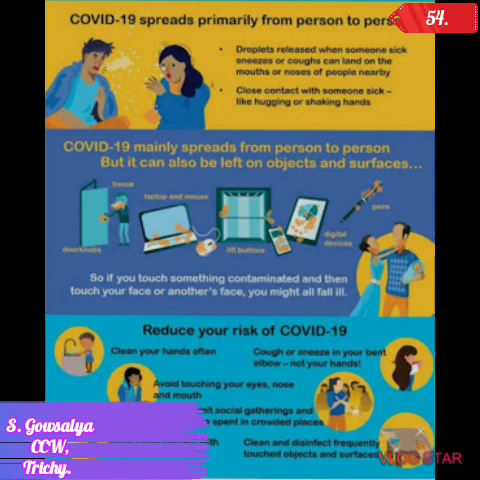 54.
COVID-19 spreads primarily from person to
Droplets released when someone sick
sneezes or coughs can land on the
mouths or noses of people nearby
Close contact with someone sick –
like hugging or shaking hands
COVID-19 mainly spreads from person to person
But it can also be left on objects and surfaces...
tissue
laptop and mouse
pens
digital
devices
doorknobs
lift buttons
So if you touch something contaminated and then
touch your face or another's face, you might all fall ill.
Reduce your risk of COVID-19
Clean your hands often
Cough or sneeze in your bent
elbow – not your hands!
Avoid touching your eyes, nose
and mouth
social gatherings and
spent in crowded places
Clean and disinfect frequently
touched objects and surfaces
S. Gowsalya
CCW,
Trichy.
STAR